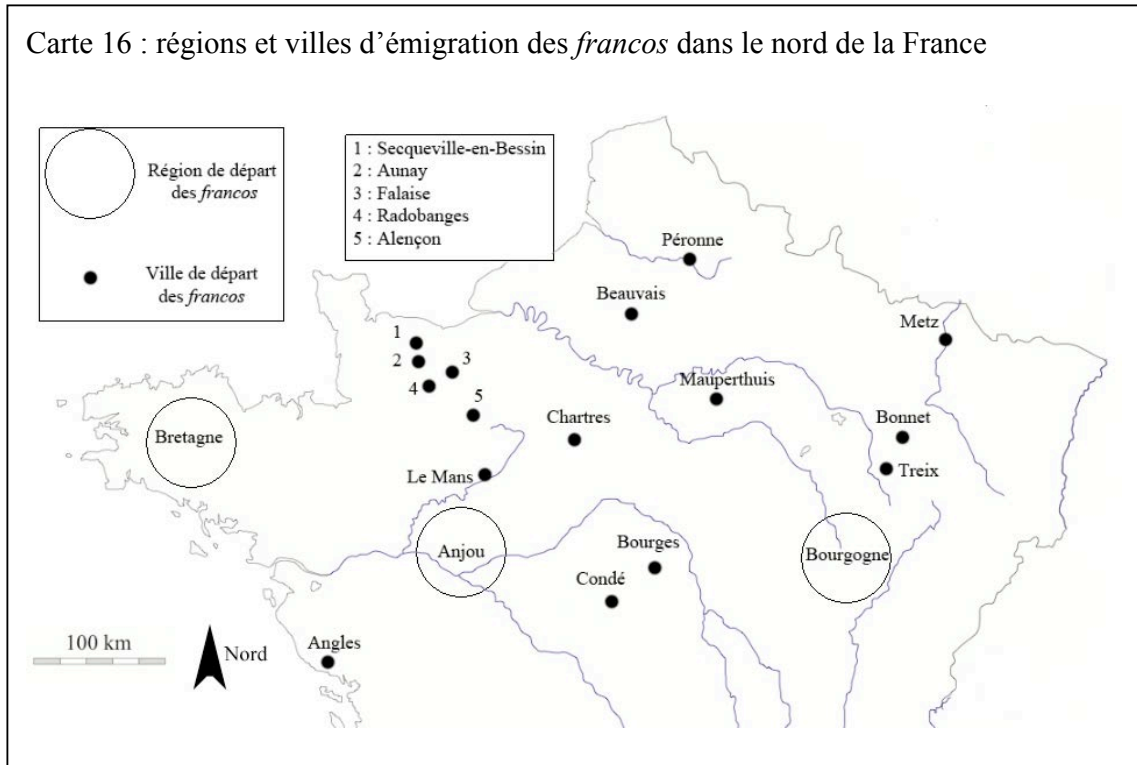 Carte 16 : régions et villes d’émigration des francos dans le nord de la France
Région de départ
des francos
Ville de départ
des francos
1 : Secqueville-en-Bessin
2 : Aunay
3 : Falaise
4 : Radobanges
5 : Alençon
Péronne
Beauvais
Metz
1
2
3
4
5
Mauperthuis
Chartres
Bonnet
Treix
Bretagne
Le Mans
Anjou
Bourges
Bourgogne
Condé
100 km
Nord
Angles